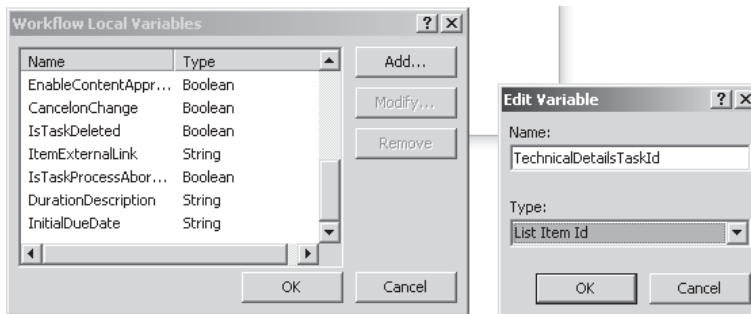 Workflow Local Variables
Name Type
EnableContentAppr... Boolean
CancelonChange Boolean
IsTaskDeleted Boolean
ItemExternalLink String
IsTaskProcessAbor... Boolean
DurationDescription String
InitialDueDate String
Add...
Modify...
Remove
OK Cancel
Edit Variable
Name:
TechnicalDetailsTaskId
Type:
List Item Id
OK Cancel